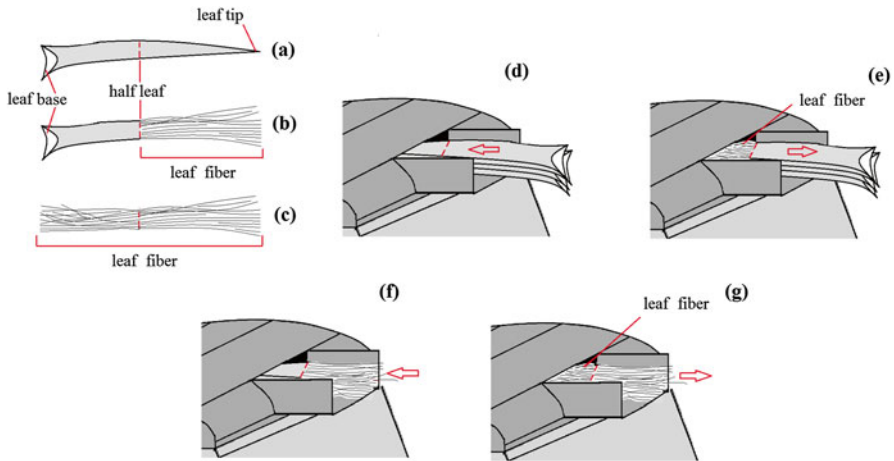 leaf tip
(a)
leaf base
half leaf
(b)
leaf fiber
(c)
leaf fiber
(d)
(e)
leaf fiber
(f)
(g)
leaf fiber